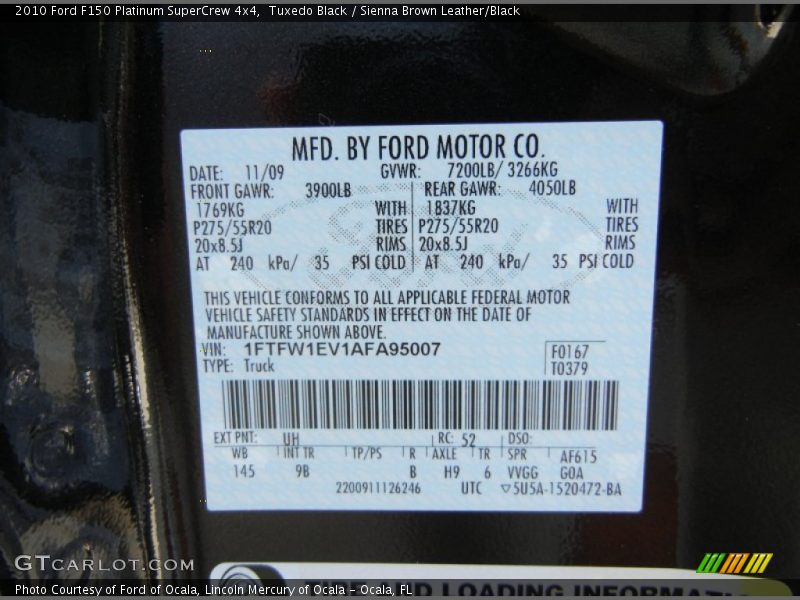 2010 Ford F150 Platinum SuperCrew 4x4,  Tuxedo Black / Sienna Brown Leather/Black
MFD. BY FORD MOTOR CO.
DATE: 11/09 GVWR: 7200LB/ 3266KG
FRONT GAWR: 3900LB REAR GAWR: 4050LB
1769KG WITH 1837KG WITH
P275/55R20 TIRES P275/55R20 TIRES
20x8.5J RIMS 20x8.5J RIMS
AT 240 kPa/ 35 PSI COLD AT 240 kPa/ 35 PSI COLD
THIS VEHICLE CONFORMS TO ALL APPLICABLE FEDERAL MOTOR
VEHICLE SAFETY STANDARDS IN EFFECT ON THE DATE OF
MANUFACTURE SHOWN ABOVE.
VIN: 1FTFW1EV1AFA95007 F0167
TYPE: Truck T0379
EXT PNT: UH RC: 52 DSO:
WB INT TR TP/PS R AXLE TR SPR AF615
145 9B B H9 6 VVGG G0A
2200911126246 UTC ▽5U5A-1520472-BA
GTCARLOT.COM
TIRE AND LOADING INFORMATION
Photo Courtesy of Ford of Ocala, Lincoln Mercury of Ocala - Ocala, FL